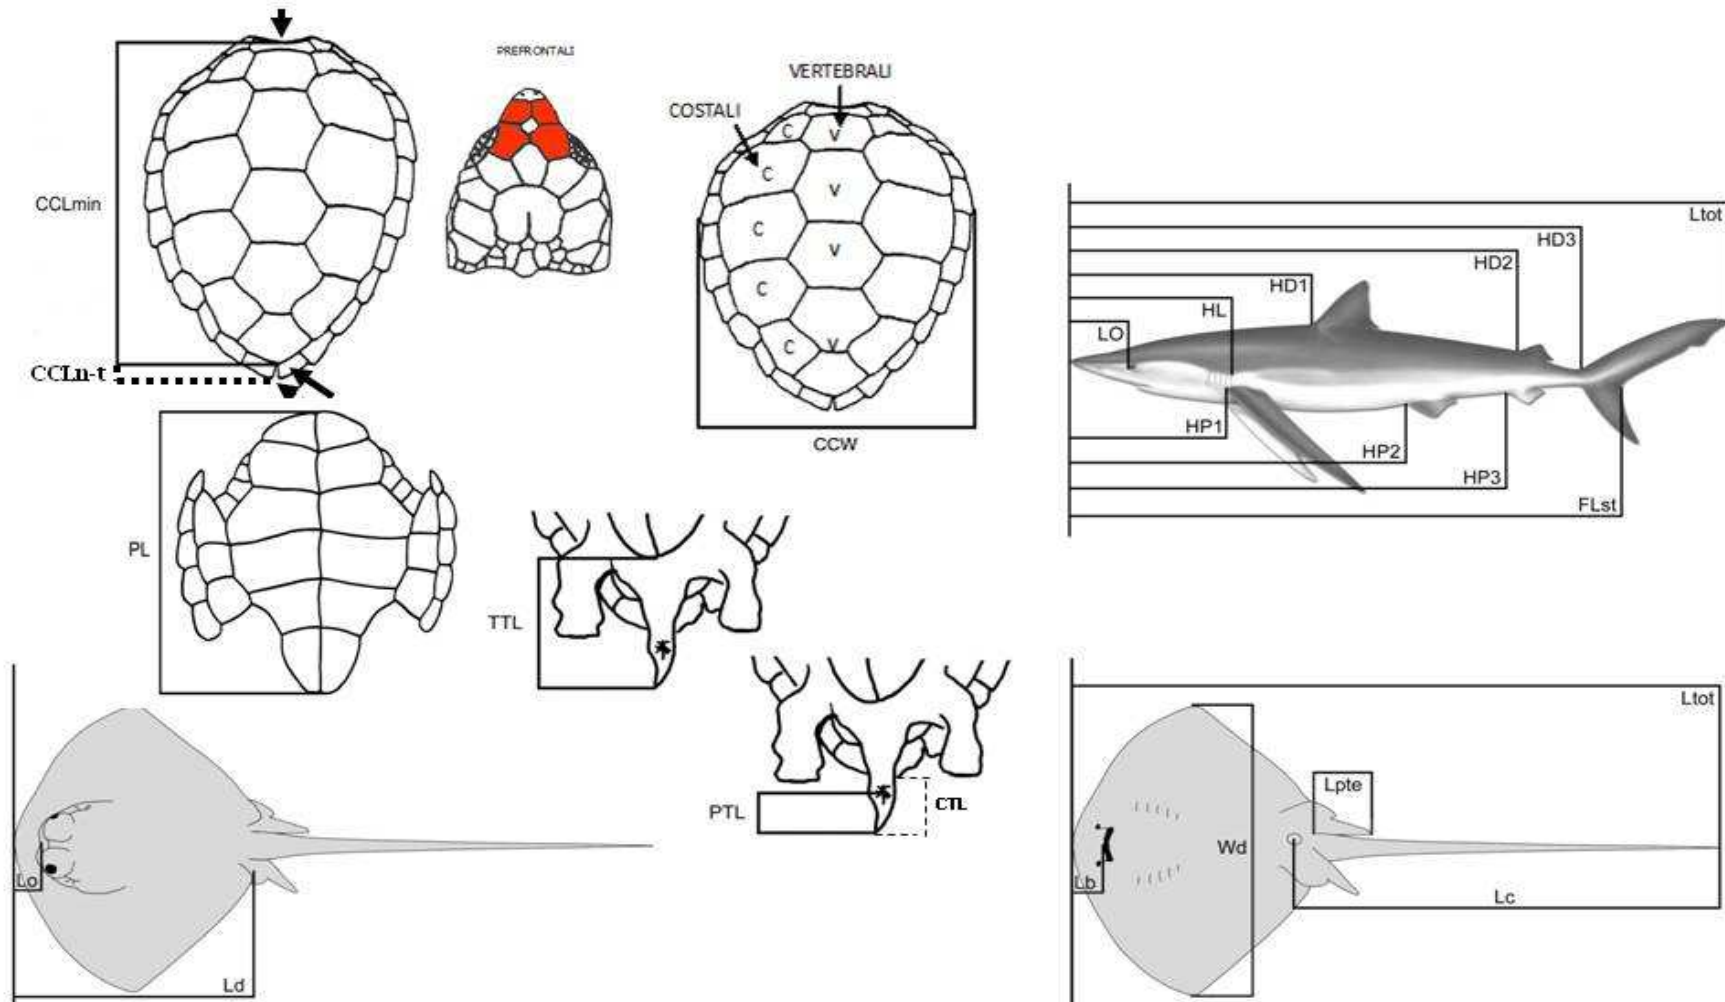 PREFRONTALI
VERTEBRALI
COSTALI
C
V
C
V
C
V
C
C
V
CCLmin
CCLn-t
CCW
Ltot
HD3
HD2
HD1
HL
LO
HP1
HP2
HP3
FLst
PL
TTL
PTL
CTL
Lo
Ld
Ltot
Lpte
Wd
Lb
Lc